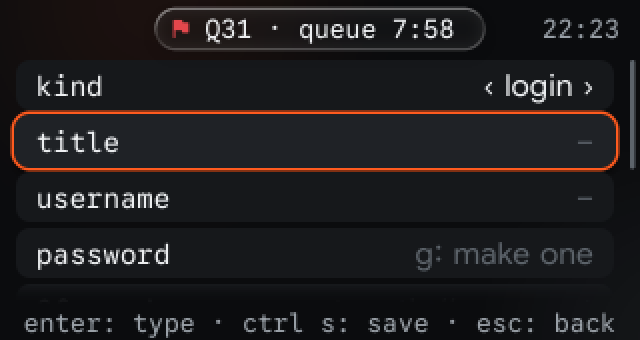 Q31 · queue 7:58
22:23
kind ‹ login ›
title —
username —
password g: make one
enter: type · ctrl s: save · esc: back